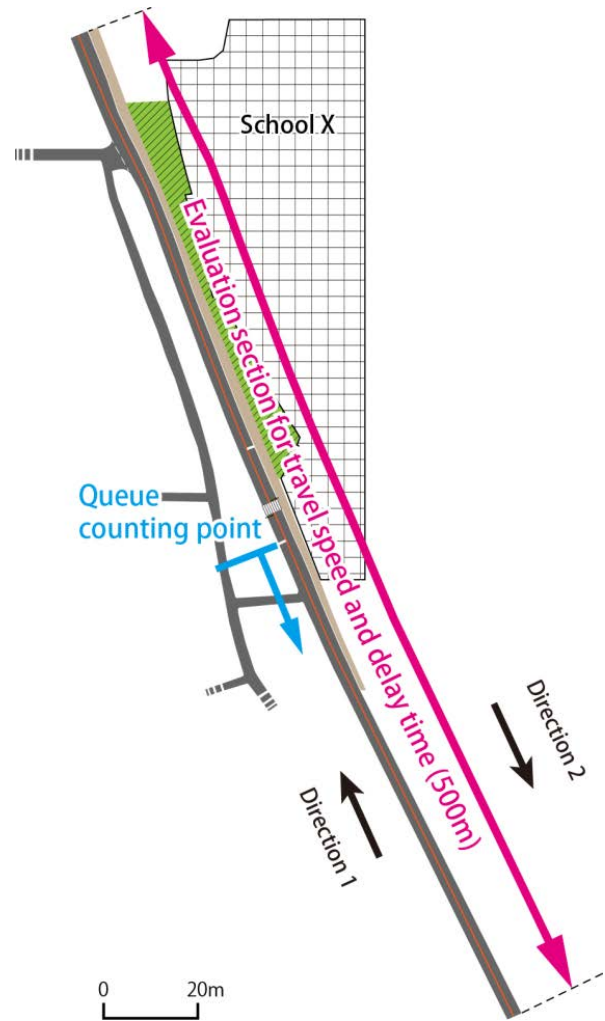 School X
Evaluation section for travel speed and delay time (500m)
Queue
counting point
Direction 2
Direction 1
0 20m